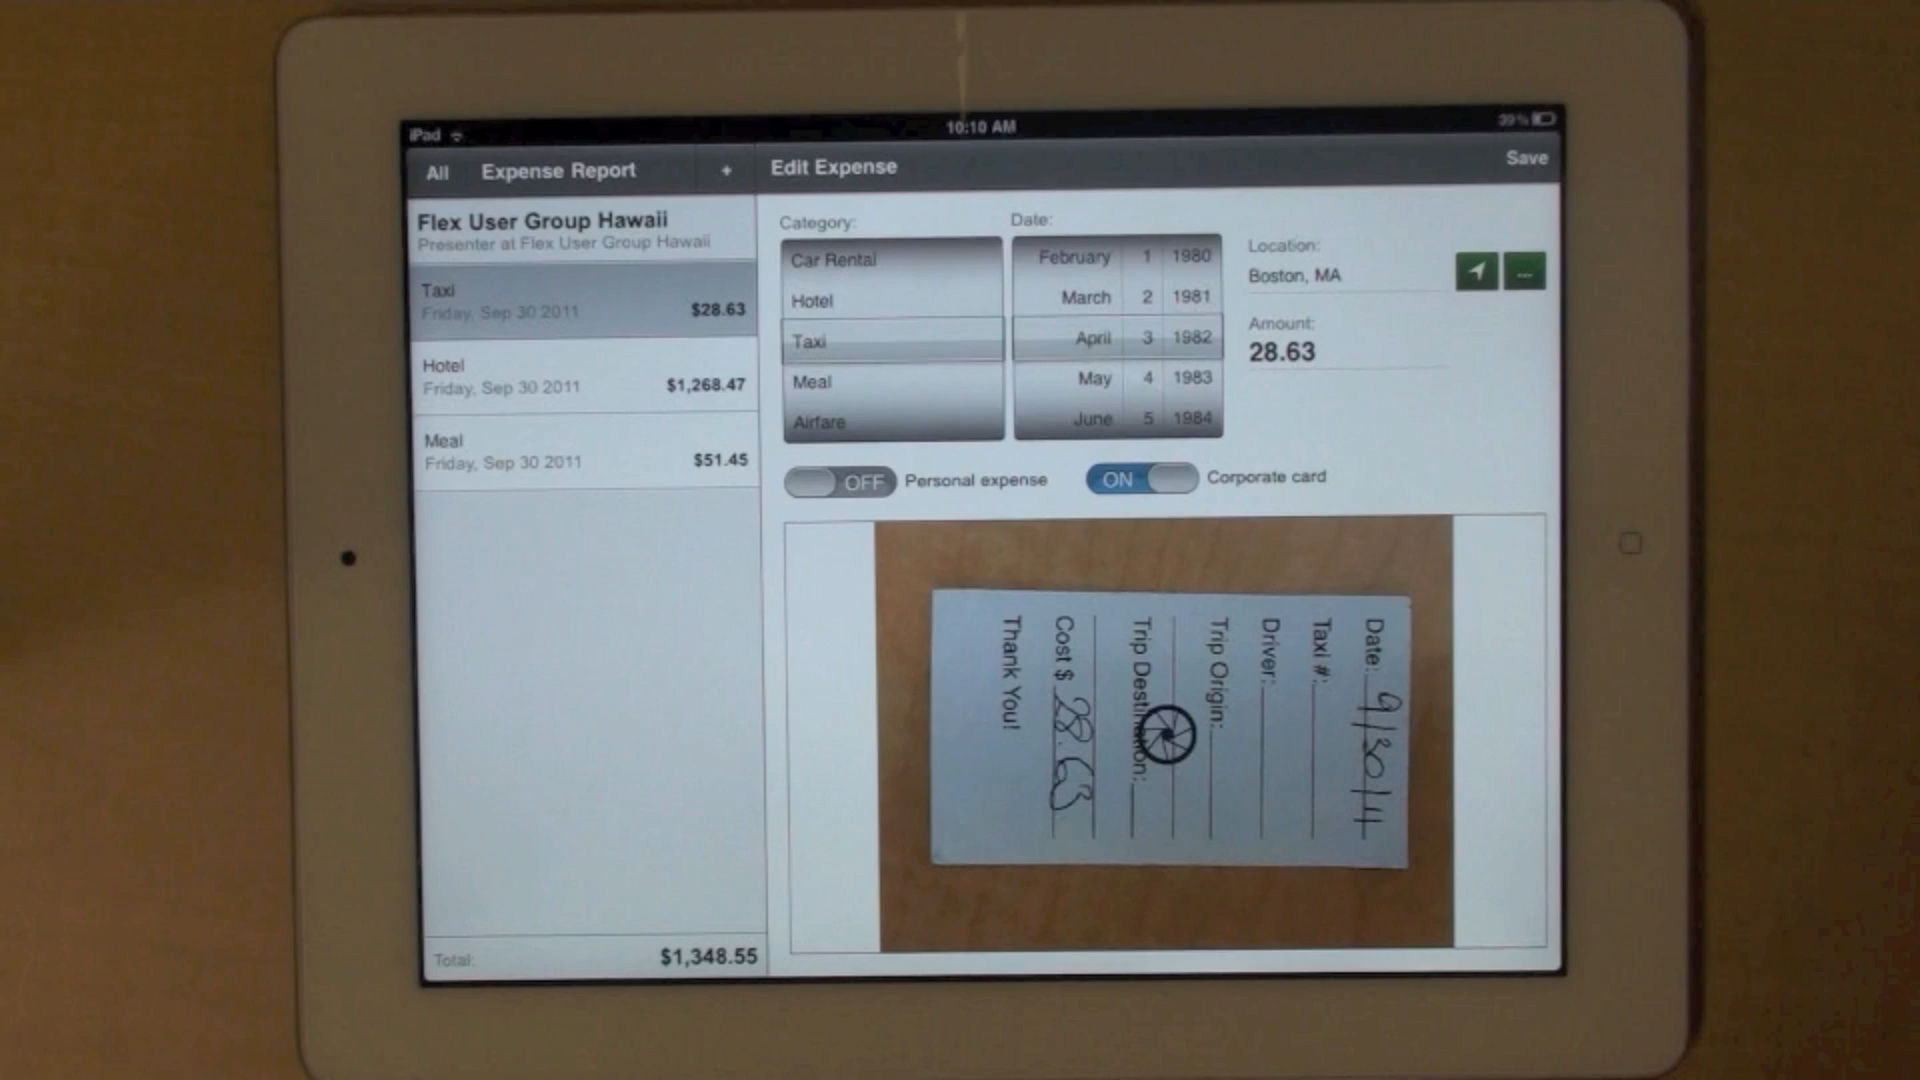 iPad
10:10 AM
39%
All
Expense Report
+
Edit Expense
Save
Flex User Group Hawaii
Presenter at Flex User Group Hawaii
Taxi
Friday, Sep 30 2011
$28.63
Hotel
Friday, Sep 30 2011
$1,268.47
Meal
Friday, Sep 30 2011
$51.45
Total:
$1,348.55
Category:
Car Rental
Hotel
Taxi
Meal
Airfare
Date:
February 1 1980
March 2 1981
April 3 1982
May 4 1983
June 5 1984
Location:
Boston, MA
...
Amount:
28.63
OFF Personal expense
ON Corporate card
Date: 9/30/11
Taxi #:
Driver:
Trip Origin:
Trip Destination:
Cost $ 28.63
Thank You!